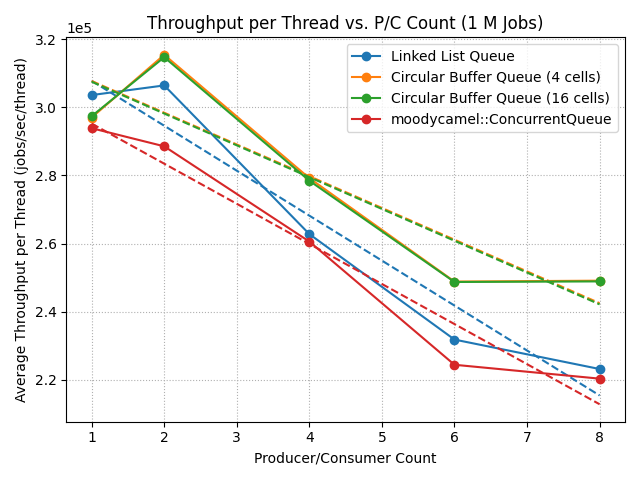 Throughput per Thread vs. P/C Count (1 M Jobs)
1e5
3.2
3.0
2.8
2.6
2.4
2.2
Average Throughput per Thread (jobs/sec/thread)
Linked List Queue
Circular Buffer Queue (4 cells)
Circular Buffer Queue (16 cells)
moodycamel::ConcurrentQueue
1 2 3 4 5 6 7 8
Producer/Consumer Count